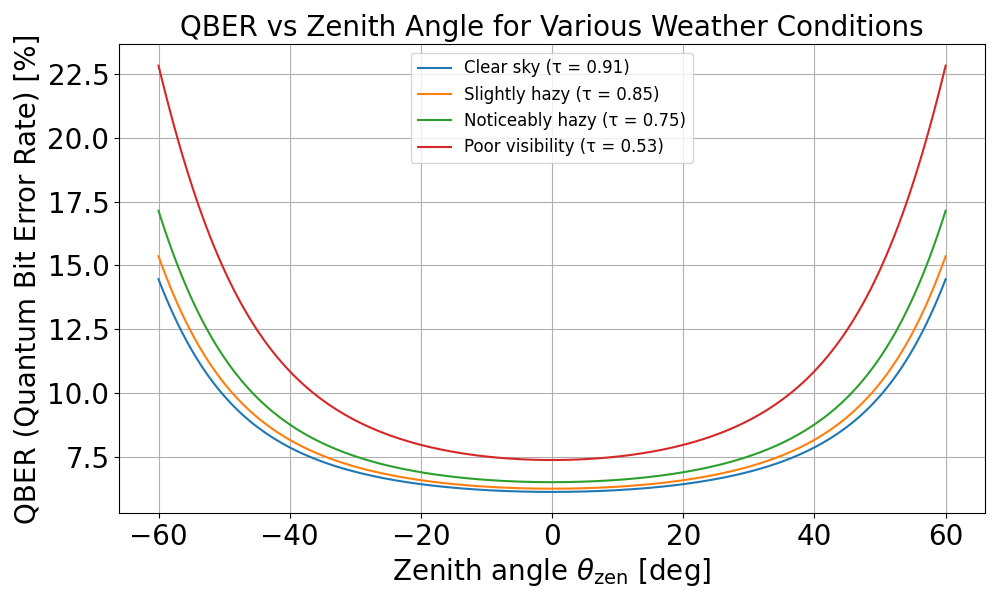 QBER vs Zenith Angle for Various Weather Conditions
QBER (Quantum Bit Error Rate) [%]
22.5
20.0
17.5
15.0
12.5
10.0
7.5
Clear sky (τ = 0.91)
Slightly hazy (τ = 0.85)
Noticeably hazy (τ = 0.75)
Poor visibility (τ = 0.53)
−60 −40 −20 0 20 40 60
Zenith angle θzen [deg]